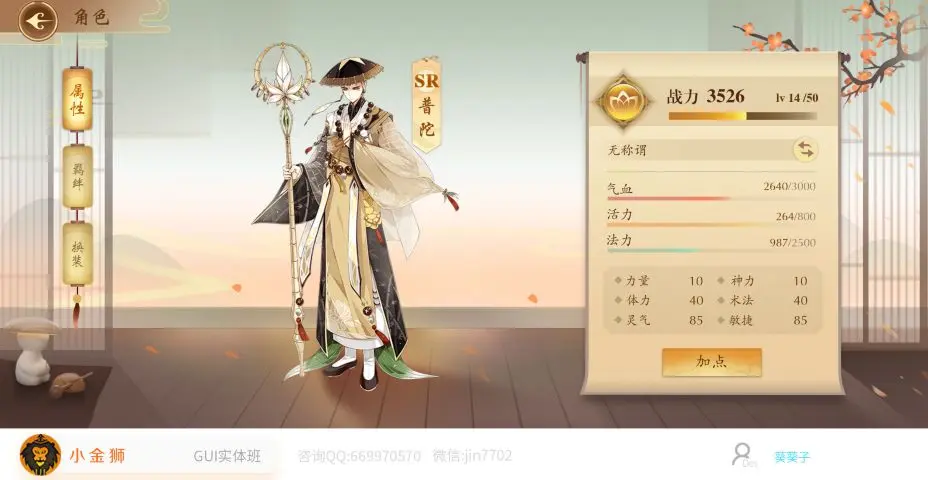 角色
属性
羁绊
换装
SR
普陀
战力 3526 lv 14 /50
无称谓
气血 2640/3000
活力 264/800
法力 987/2500
力量 10 神力 10
体力 40 术法 40
灵气 85 敏捷 85
加点
小金狮 GUI实体班 咨询QQ:669970570 微信:jin7702
Des 葵葵子